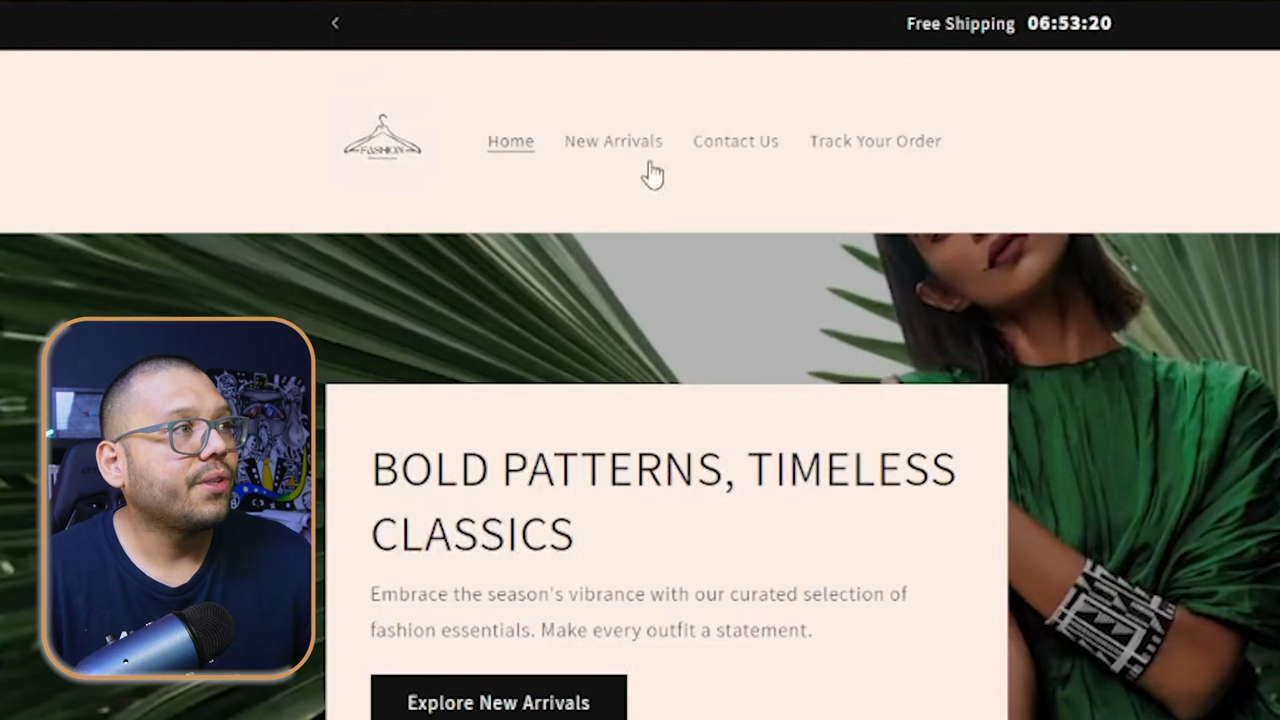 Free Shipping 06:53:20
FASHION
Home New Arrivals Contact Us Track Your Order
BOLD PATTERNS, TIMELESS
CLASSICS
Embrace the season's vibrance with our curated selection of
fashion essentials. Make every outfit a statement.
Explore New Arrivals